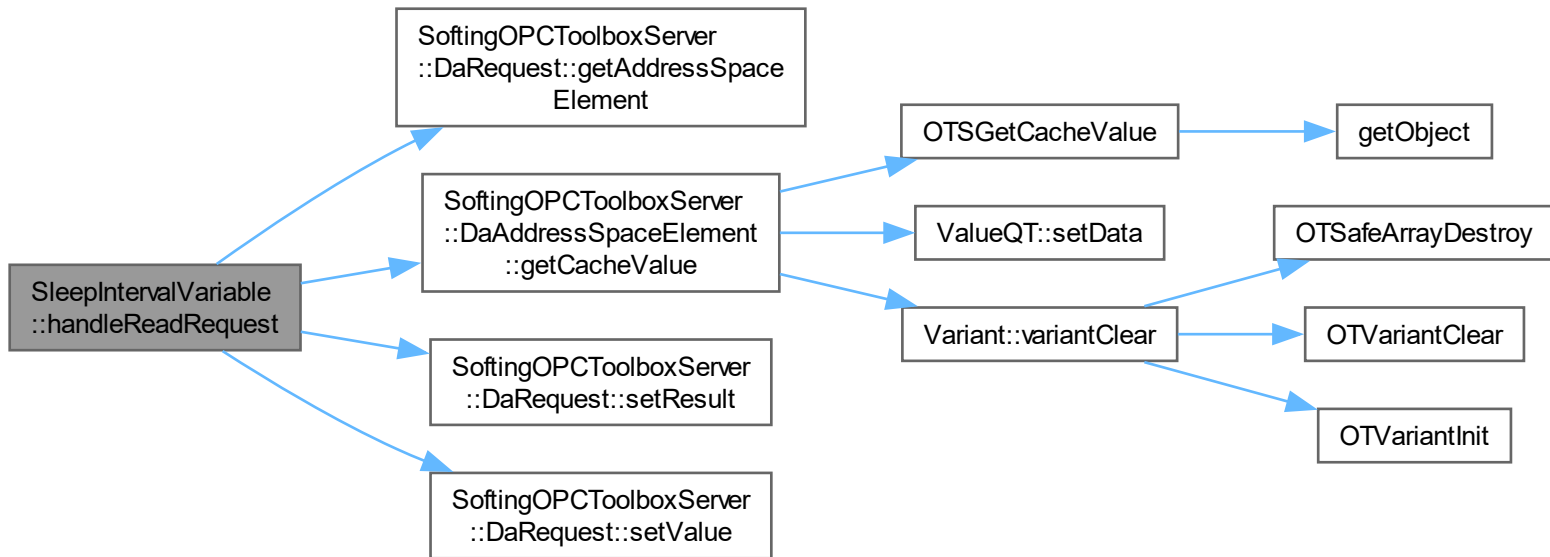 SoftingOPCToolboxServer
::DaRequest::getAddressSpace
Element
OTSGetCacheValue
getObject
SoftingOPCToolboxServer
::DaAddressSpaceElement
::getCacheValue
ValueQT::setData
OTSafeArrayDestroy
SleepIntervalVariable
::handleReadRequest
Variant::variantClear
OTVariantClear
SoftingOPCToolboxServer
::DaRequest::setResult
OTVariantInit
SoftingOPCToolboxServer
::DaRequest::setValue